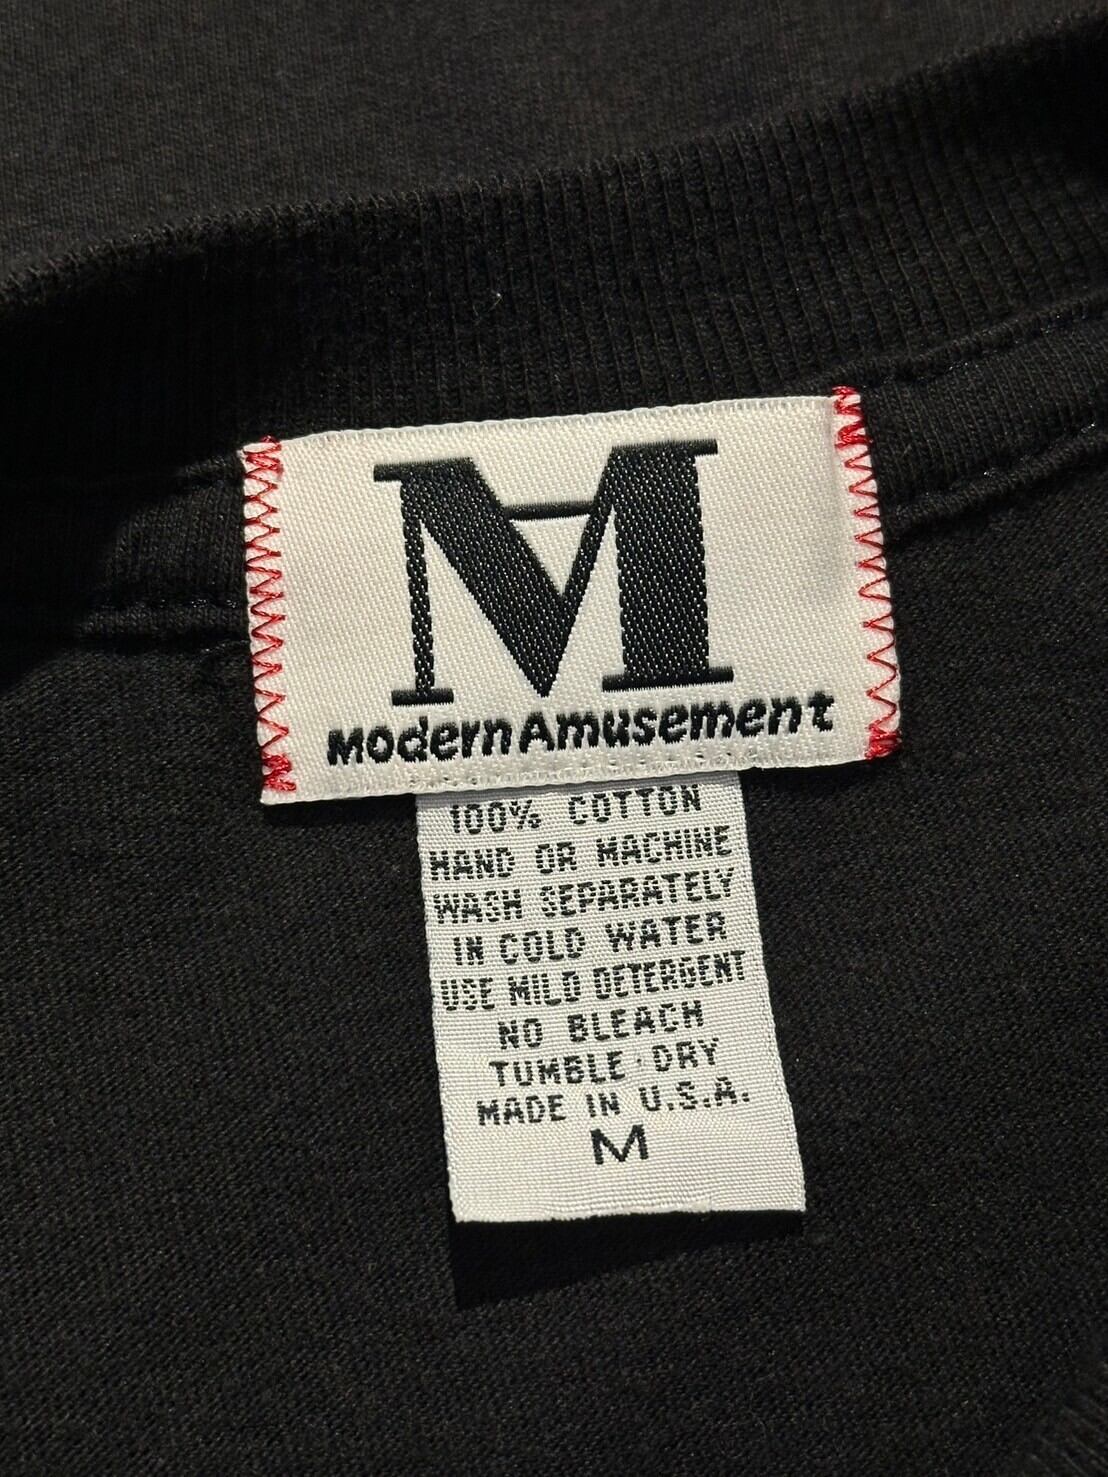 M
ModernAmusement
100% COTTON
HAND OR MACHINE
WASH SEPARATELY
IN COLD WATER
USE MILD DETERGENT
NO BLEACH
TUMBLE DRY
MADE IN U.S.A.
M